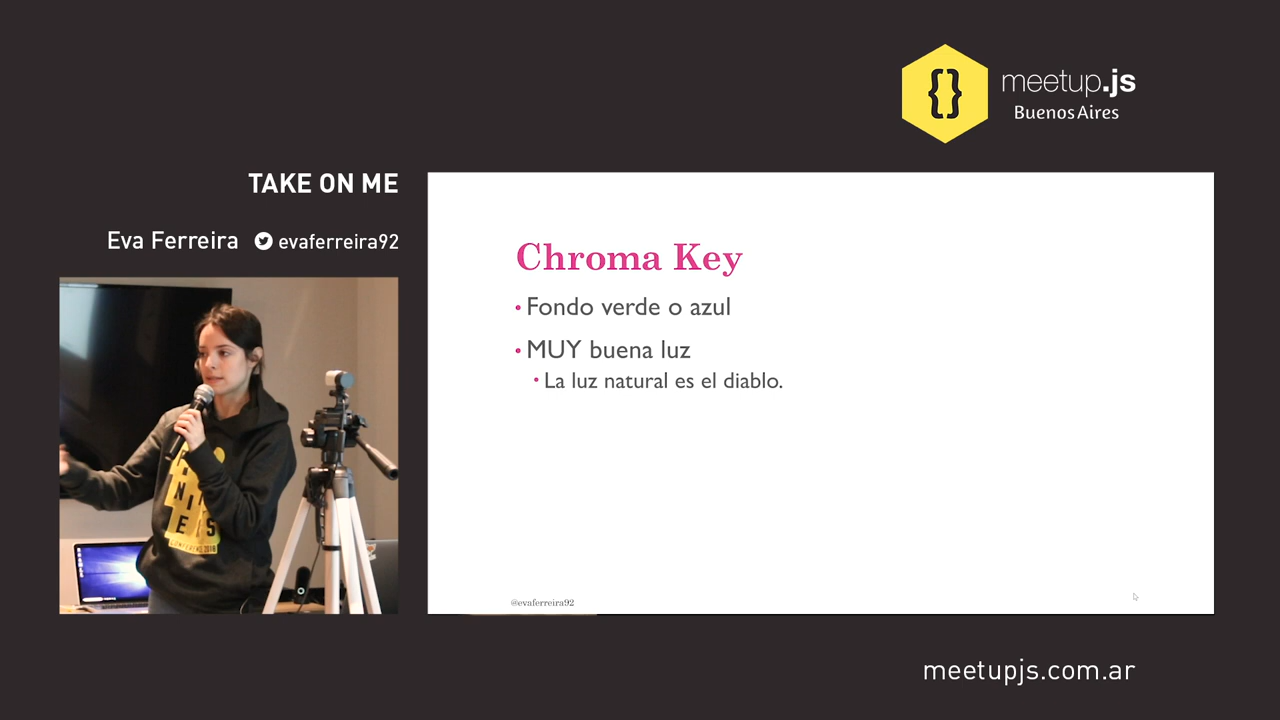 {}
meetup.js
Buenos Aires
TAKE ON ME
Eva Ferreira evaferreira92
Chroma Key
• Fondo verde o azul
• MUY buena luz
• La luz natural es el diablo.
@evaferreira92
meetupjs.com.ar